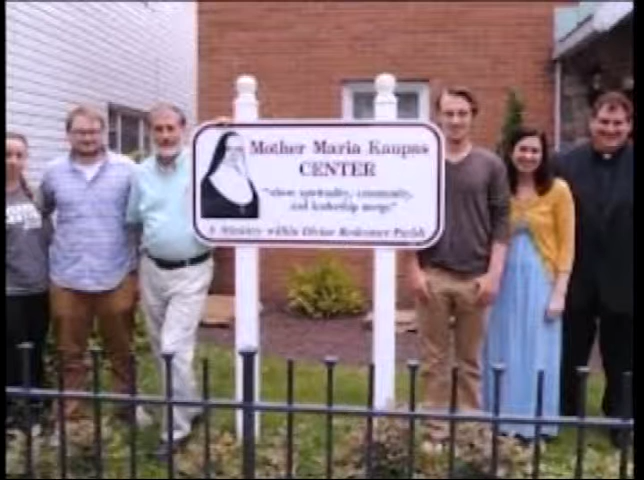 Mother Maria Kaupas
CENTER
"where spirituality, community,
and leadership merge"
A Ministry within Divine Redeemer Parish